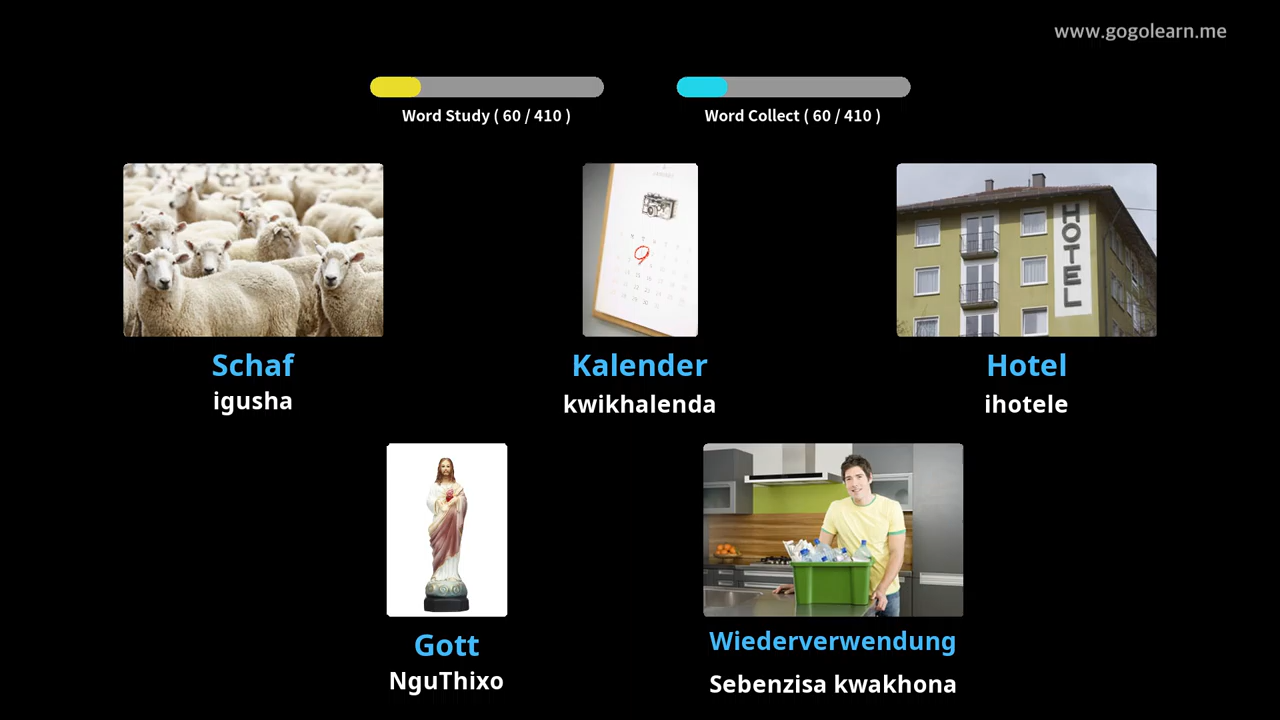 www.gogolearn.me
Word Study ( 60 / 410 )
Word Collect ( 60 / 410 )
HOTEL
Schaf
igusha
Kalender
kwikhalenda
Hotel
ihotele
Gott
NguThixo
Wiederverwendung
Sebenzisa kwakhona